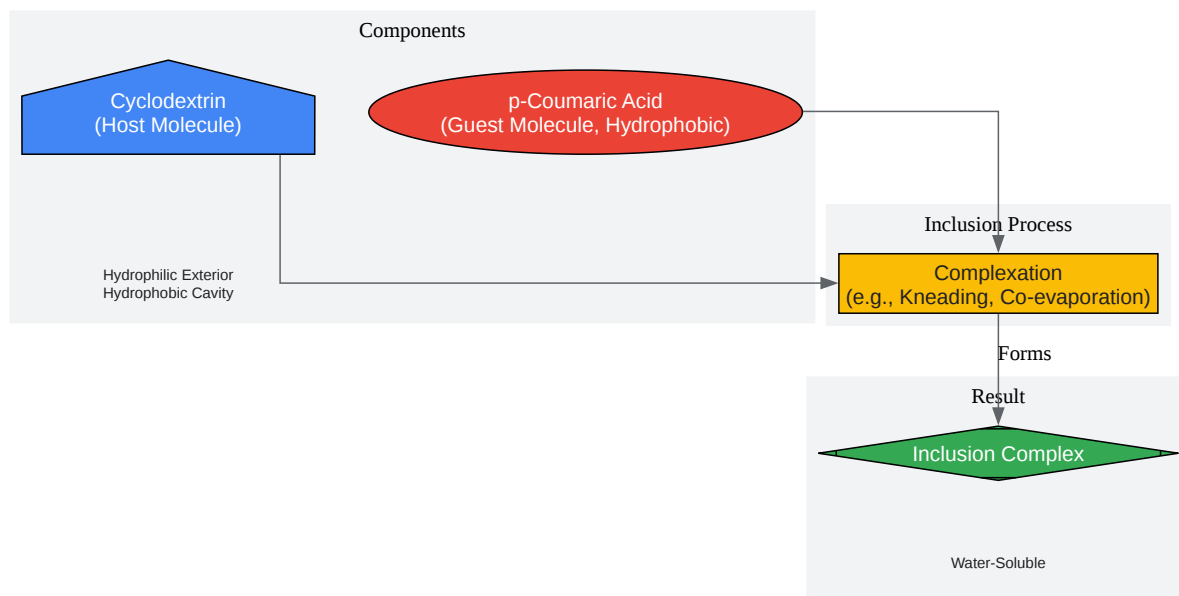 Components
Cyclodextrin
(Host Molecule)
p-Coumaric Acid
(Guest Molecule, Hydrophobic)
Hydrophilic Exterior
Hydrophobic Cavity
Inclusion Process
Complexation
(e.g., Kneading, Co-evaporation)
Forms
Result
Inclusion Complex
Water-Soluble